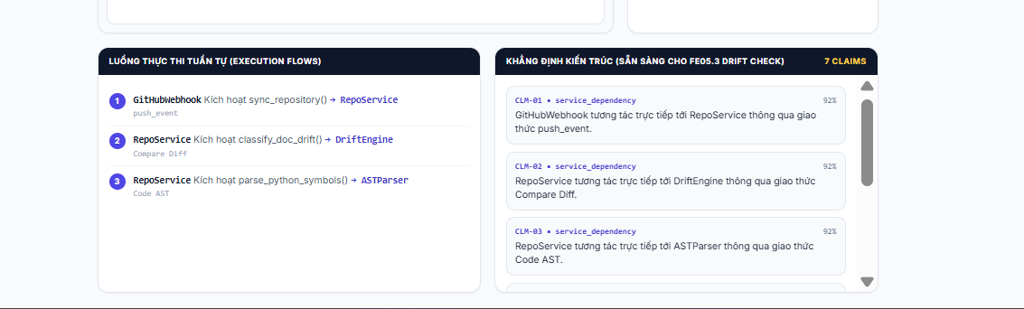 LUỒNG THỰC THI TUẦN TỰ (EXECUTION FLOWS)
1 GitHubWebhook Kích hoạt sync_repository() → RepoService
push_event
2 RepoService Kích hoạt classify_doc_drift() → DriftEngine
Compare Diff
3 RepoService Kích hoạt parse_python_symbols() → ASTParser
Code AST
KHẲNG ĐỊNH KIẾN TRÚC (SẴN SÀNG CHO FE05.3 DRIFT CHECK) 7 CLAIMS
CLM-01 • service_dependency 92%
GitHubWebhook tương tác trực tiếp tới RepoService thông qua giao
thức push_event.
CLM-02 • service_dependency 92%
RepoService tương tác trực tiếp tới DriftEngine thông qua giao thức
Compare Diff.
CLM-03 • service_dependency 92%
RepoService tương tác trực tiếp tới ASTParser thông qua giao thức
Code AST.